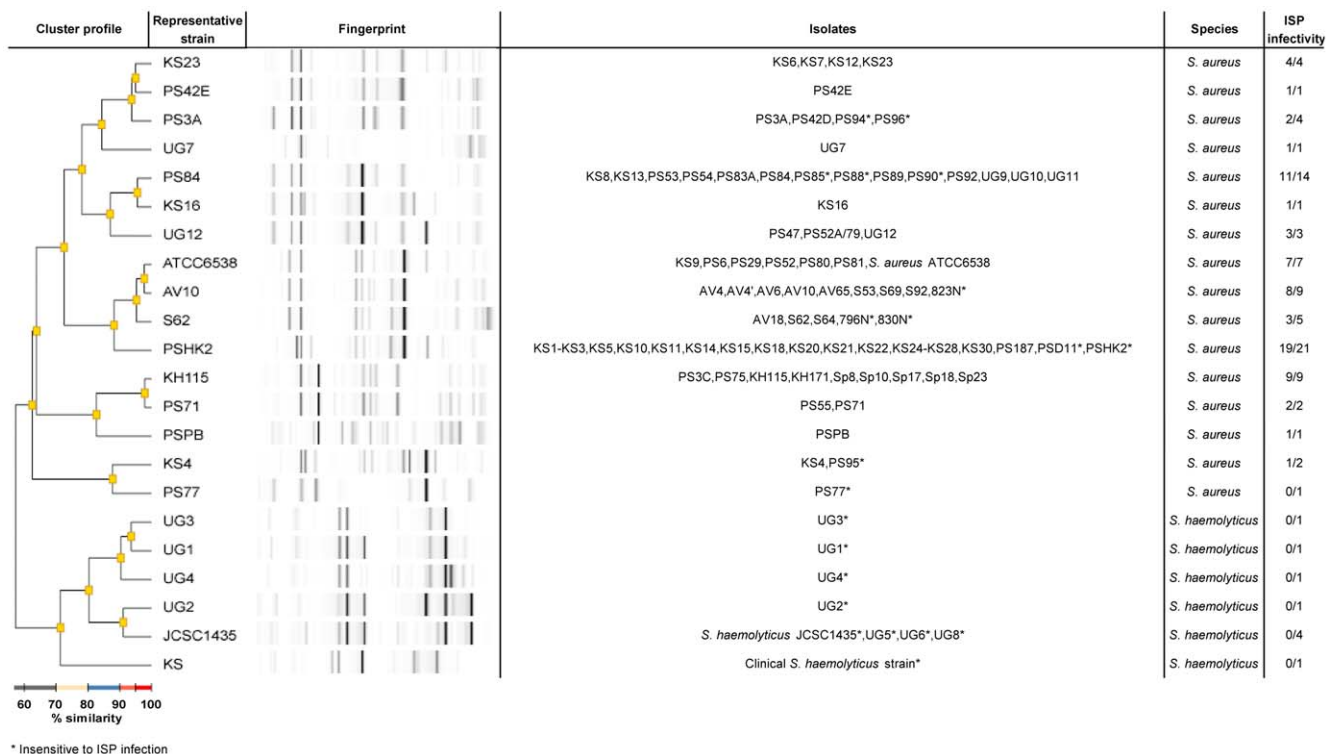 Cluster profile Representative strain Fingerprint Isolates Species ISP infectivity
KS23 KS6,KS7,KS12,KS23 S. aureus 4/4
PS42E PS42E S. aureus 1/1
PS3A PS3A,PS42D,PS94*,PS96* S. aureus 2/4
UG7 UG7 S. aureus 1/1
PS84 KS8,KS13,PS53,PS54,PS83A,PS84,PS85*,PS88*,PS89,PS90*,PS92,UG9,UG10,UG11 S. aureus 11/14
KS16 KS16 S. aureus 1/1
UG12 PS47,PS52A/79,UG12 S. aureus 3/3
ATCC6538 KS9,PS6,PS29,PS52,PS80,PS81,S. aureus ATCC6538 S. aureus 7/7
AV10 AV4,AV4',AV6,AV10,AV65,S53,S69,S92,823N* S. aureus 8/9
S62 AV18,S62,S64,796N*,830N* S. aureus 3/5
PSHK2 KS1-KS3,KS5,KS10,KS11,KS14,KS15,KS18,KS20,KS21,KS22,KS24-KS28,KS30,PS187,PSD11*,PSHK2* S. aureus 19/21
KH115 PS3C,PS75,KH115,KH171,Sp8,Sp10,Sp17,Sp18,Sp23 S. aureus 9/9
PS71 PS55,PS71 S. aureus 2/2
PSPB PSPB S. aureus 1/1
KS4 KS4,PS95* S. aureus 1/2
PS77 PS77* S. aureus 0/1
UG3 UG3* S. haemolyticus 0/1
UG1 UG1* S. haemolyticus 0/1
UG4 UG4* S. haemolyticus 0/1
UG2 UG2* S. haemolyticus 0/1
JCSC1435 S. haemolyticus JCSC1435*,UG5*,UG6*,UG8* S. haemolyticus 0/4
KS Clinical S. haemolyticus strain* S. haemolyticus 0/1
60 70 80 90 100
% similarity
* Insensitive to ISP infection